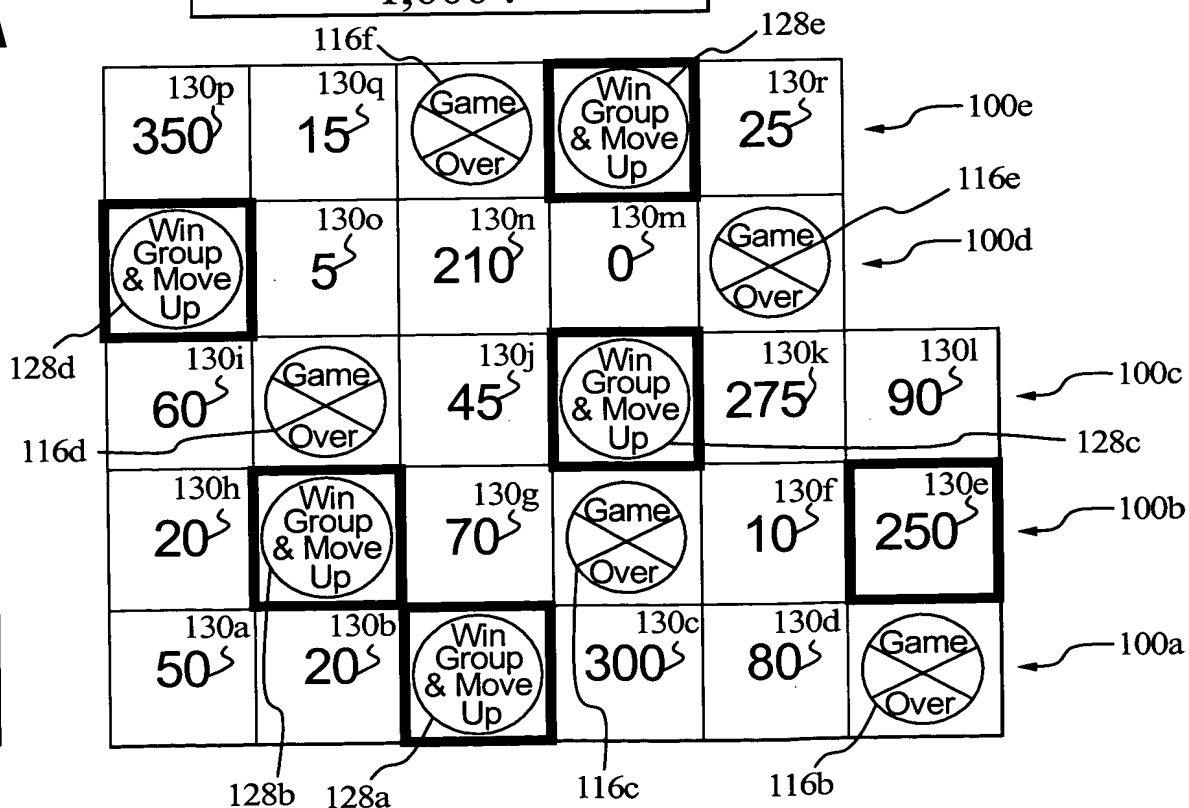 116f
128e
130p
350
130q
15
Game
Over
Win
Group
& Move
Up
130r
25
100e
116e
Win
Group
& Move
Up
130o
5
130n
210
130m
0
Game
Over
100d
128d
130i
60
Game
Over
130j
45
Win
Group
& Move
Up
130k
275
130l
90
100c
116d
128c
130h
20
Win
Group
& Move
Up
130g
70
Game
Over
130f
10
130e
250
100b
130a
50
130b
20
Win
Group
& Move
Up
130c
300
130d
80
Game
Over
100a
128b
128a
116c
116b